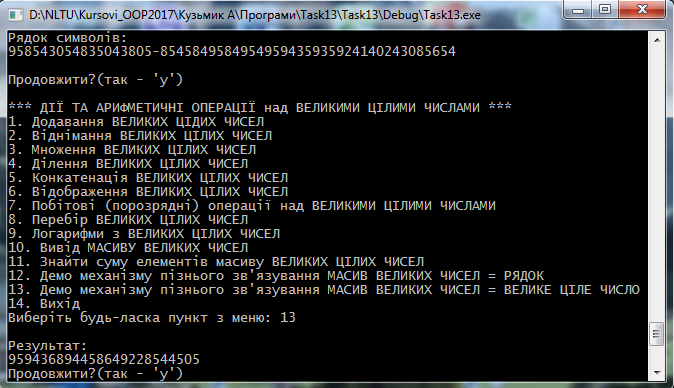 D:\NLTU\Kursovi_OOP2017\Кузьмик А\Програми\Task13\Task13\Debug\Task13.exe
Рядок символів:
958543054835043805-85458495849549594359359241402430­85654
Продовжити?(так - 'y')
*** ДІЇ ТА АРИФМЕТИЧНІ ОПЕРАЦІЇ над ВЕЛИКИМИ ЦІЛИМИ ЧИСЛАМИ ***
1. Додавання ВЕЛИКИХ ЦІДИХ ЧИСЕЛ
2. Віднімання ВЕЛИКИХ ЦІЛИХ ЧИСЕЛ
3. Множення ВЕЛИКИХ ЦІЛИХ ЧИСЕЛ
4. Ділення ВЕЛИКИХ ЦІЛИХ ЧИСЕЛ
5. Конкатенація ВЕЛИКИХ ЦІЛИХ ЧИСЕЛ
6. Відображення ВЕЛИКИХ ЦІЛИХ ЧИСЕЛ
7. Побітові (порозрядні) операції над ВЕЛИКИМИ ЦІЛИМИ ЧИСЛАМИ
8. Перебір ВЕЛИКИХ ЦІЛИХ ЧИСЕЛ
9. Логарифми з ВЕЛИКИХ ЦІЛИХ ЧИСЕЛ
10. Вивід МАСИВУ ВЕЛИКИХ ЧИСЕЛ
11. Знайти суму елементів масиву ВЕЛИКИХ ЦІЛИХ ЧИСЕЛ
12. Демо механізму пізнього зв'язування МАСИВ ВЕЛИКИХ ЧИСЕЛ = РЯДОК
13. Демо механізму пізнього зв'язування МАСИВ ВЕЛИКИХ ЧИСЕЛ = ВЕЛИКЕ ЦІЛЕ ЧИСЛО
14. Вихід
Виберіть будь-ласка пункт з меню: 13
Результат:
959436894458649228544505
Продовжити?(так - 'y')